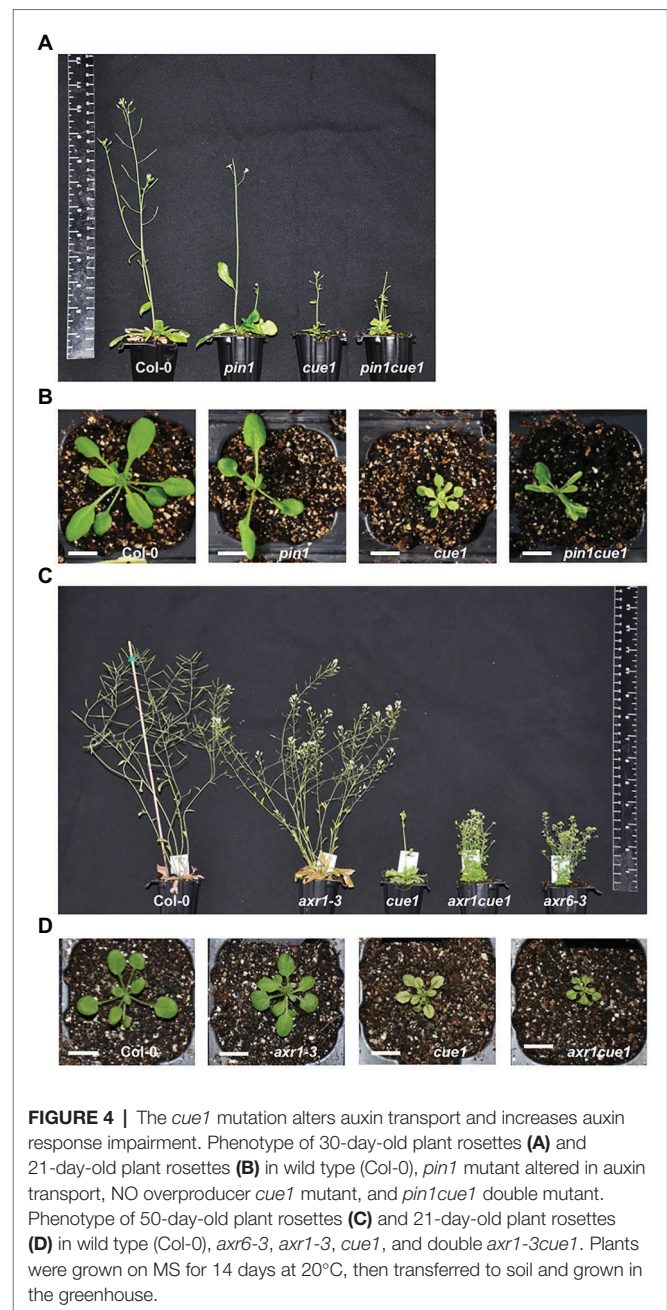 A
Col-0 pin1 cue1 pin1cue1
B
Col-0 pin1 cue1 pin1cue1
C
Col-0 axr1-3 cue1 axr1cue1 axr6-3
D
Col-0 axr1-3 cue1 axr1cue1
FIGURE 4 | The cue1 mutation alters auxin transport and increases auxin
response impairment. Phenotype of 30-day-old plant rosettes (A) and
21-day-old plant rosettes (B) in wild type (Col-0), pin1 mutant altered in auxin
transport, NO overproducer cue1 mutant, and pin1cue1 double mutant.
Phenotype of 50-day-old plant rosettes (C) and 21-day-old plant rosettes
(D) in wild type (Col-0), axr6-3, axr1-3, cue1, and double axr1-3cue1. Plants
were grown on MS for 14 days at 20°C, then transferred to soil and grown in
the greenhouse.